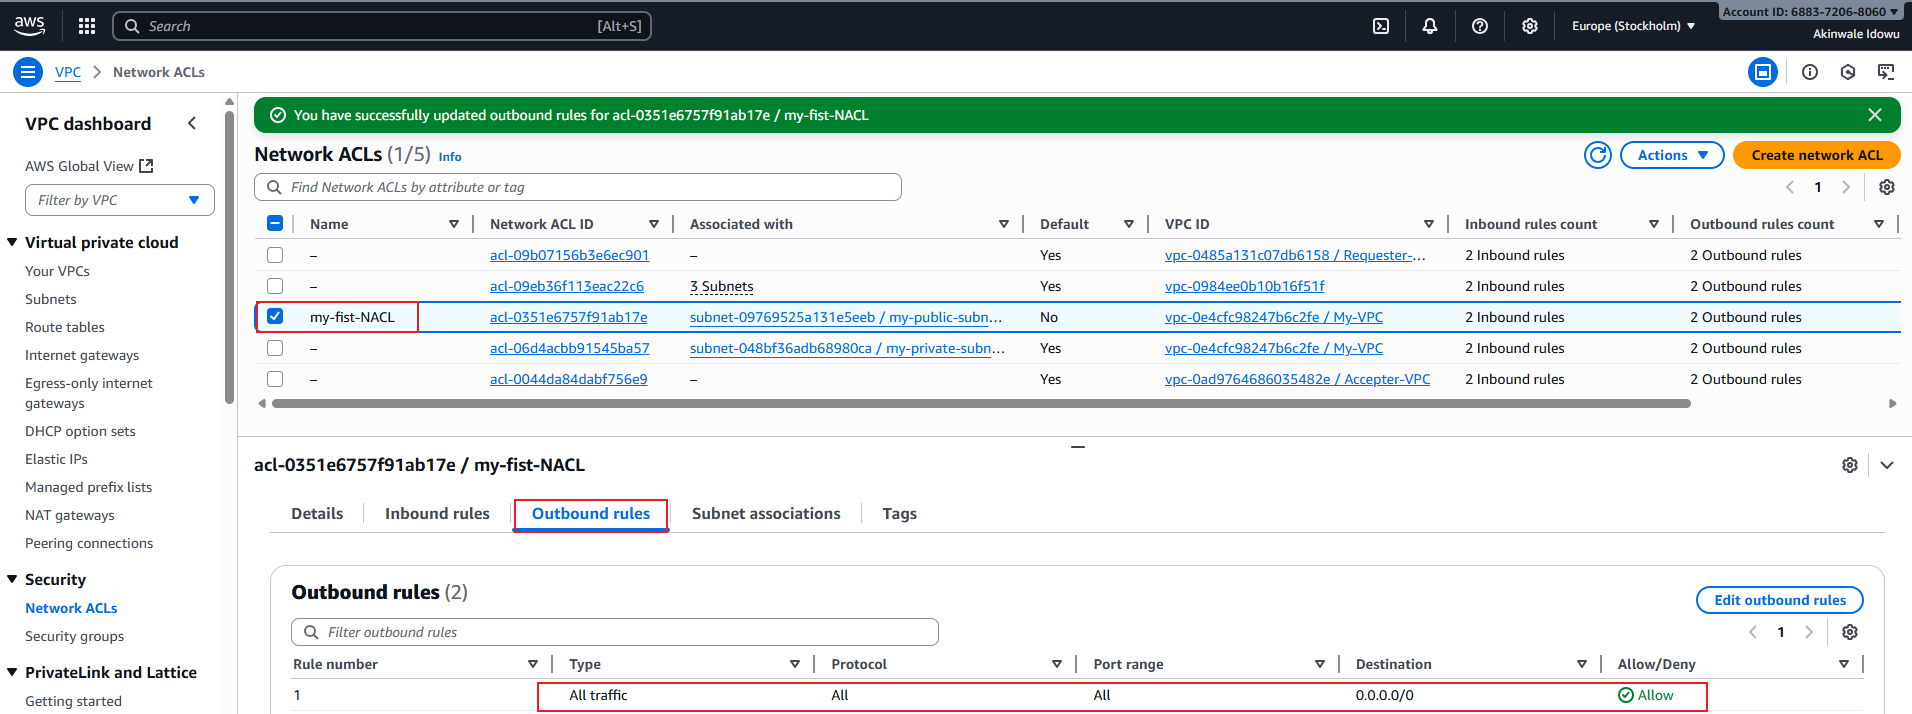 aws
Search [Alt+S]
Europe (Stockholm)
Account ID: 6883-7206-8060
Akinwale Idowu
VPC Network ACLs
VPC dashboard
AWS Global View
Filter by VPC
Virtual private cloud
Your VPCs
Subnets
Route tables
Internet gateways
Egress-only internet
gateways
DHCP option sets
Elastic IPs
Managed prefix lists
NAT gateways
Peering connections
Security
Network ACLs
Security groups
PrivateLink and Lattice
Getting started
You have successfully updated outbound rules for acl-0351e6757f91ab17e / my-fist-NACL
Network ACLs (1/5) Info
Actions
Create network ACL
Find Network ACLs by attribute or tag
1
Name Network ACL ID Associated with Default VPC ID Inbound rules count Outbound rules count
– acl-09b07156b3e6ec901 – Yes vpc-0485a131c07db6158 / Requester-... 2 Inbound rules 2 Outbound rules
– acl-09eb36f113eac22c6 3 Subnets Yes vpc-0984ee0b10b16f51f 2 Inbound rules 2 Outbound rules
my-fist-NACL acl-0351e6757f91ab17e subnet-09769525a131e5eeb / my-public-subn... No vpc-0e4cfc98247b6c2fe / My-VPC 2 Inbound rules 2 Outbound rules
– acl-06d4acbb91545ba57 subnet-048bf36adb68980ca / my-private-subn... Yes vpc-0e4cfc98247b6c2fe / My-VPC 2 Inbound rules 2 Outbound rules
– acl-0044da84dabf756e9 – Yes vpc-0ad9764686035482e / Accepter-VPC 2 Inbound rules 2 Outbound rules
acl-0351e6757f91ab17e / my-fist-NACL
Details Inbound rules Outbound rules Subnet associations Tags
Outbound rules (2)
Edit outbound rules
Filter outbound rules
1
Rule number Type Protocol Port range Destination Allow/Deny
1 All traffic All All 0.0.0.0/0 Allow